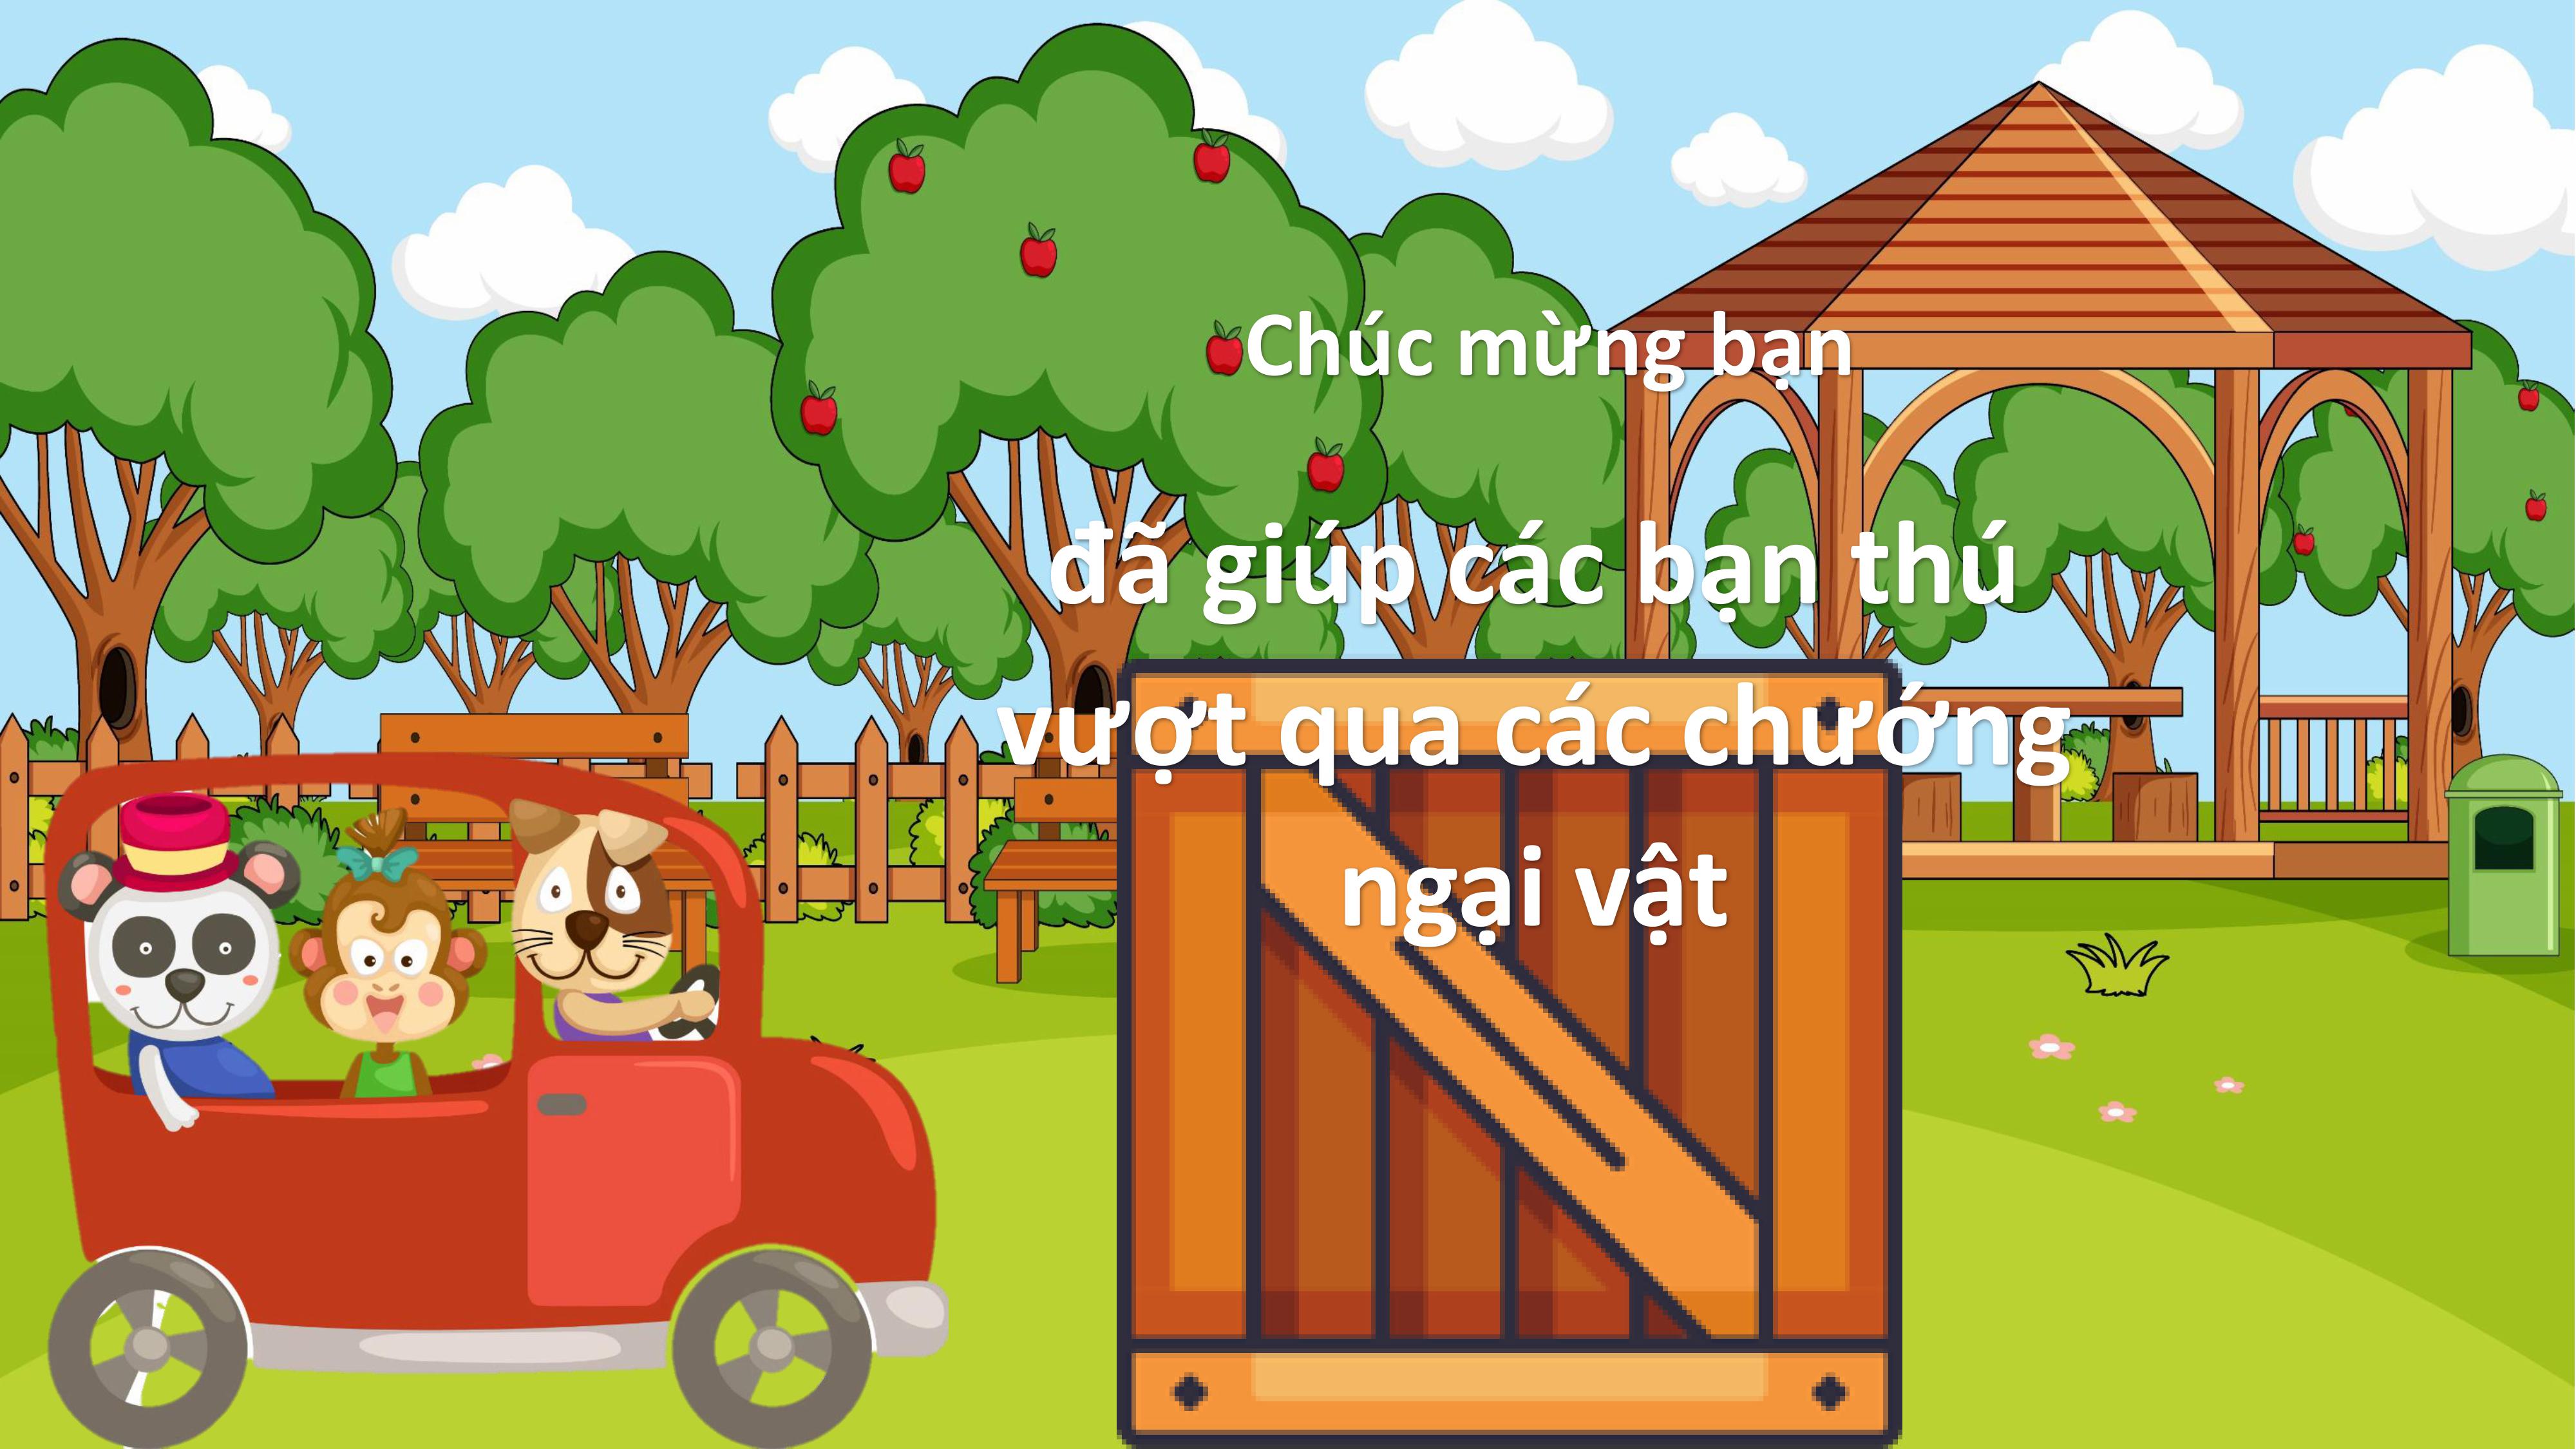 Chúc mừng bạn
đã giúp các bạn thú
vượt qua các chướng
ngại vật